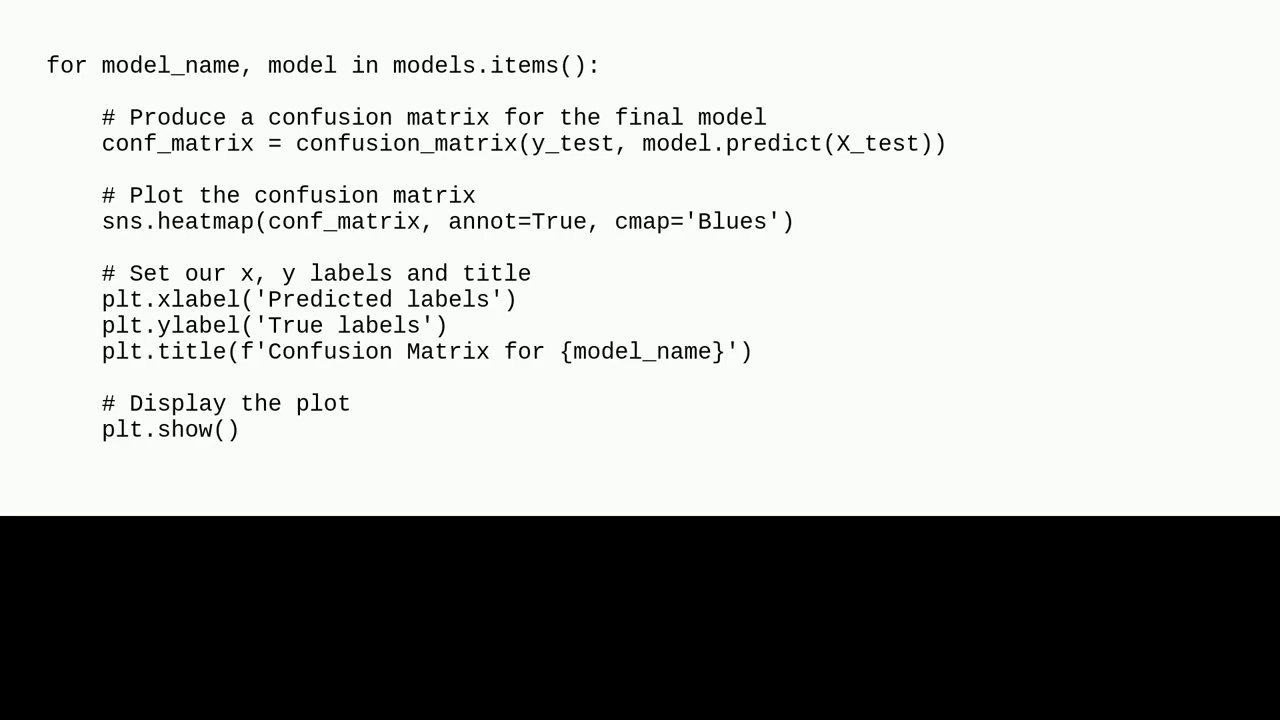 for model_name, model in models.items():
    # Produce a confusion matrix for the final model
    conf_matrix = confusion_matrix(y_test, model.predict(X_test))
    # Plot the confusion matrix
    sns.heatmap(conf_matrix, annot=True, cmap='Blues')
    # Set our x, y labels and title
    plt.xlabel('Predicted labels')
    plt.ylabel('True labels')
    plt.title(f'Confusion Matrix for {model_name}')
    # Display the plot
    plt.show()